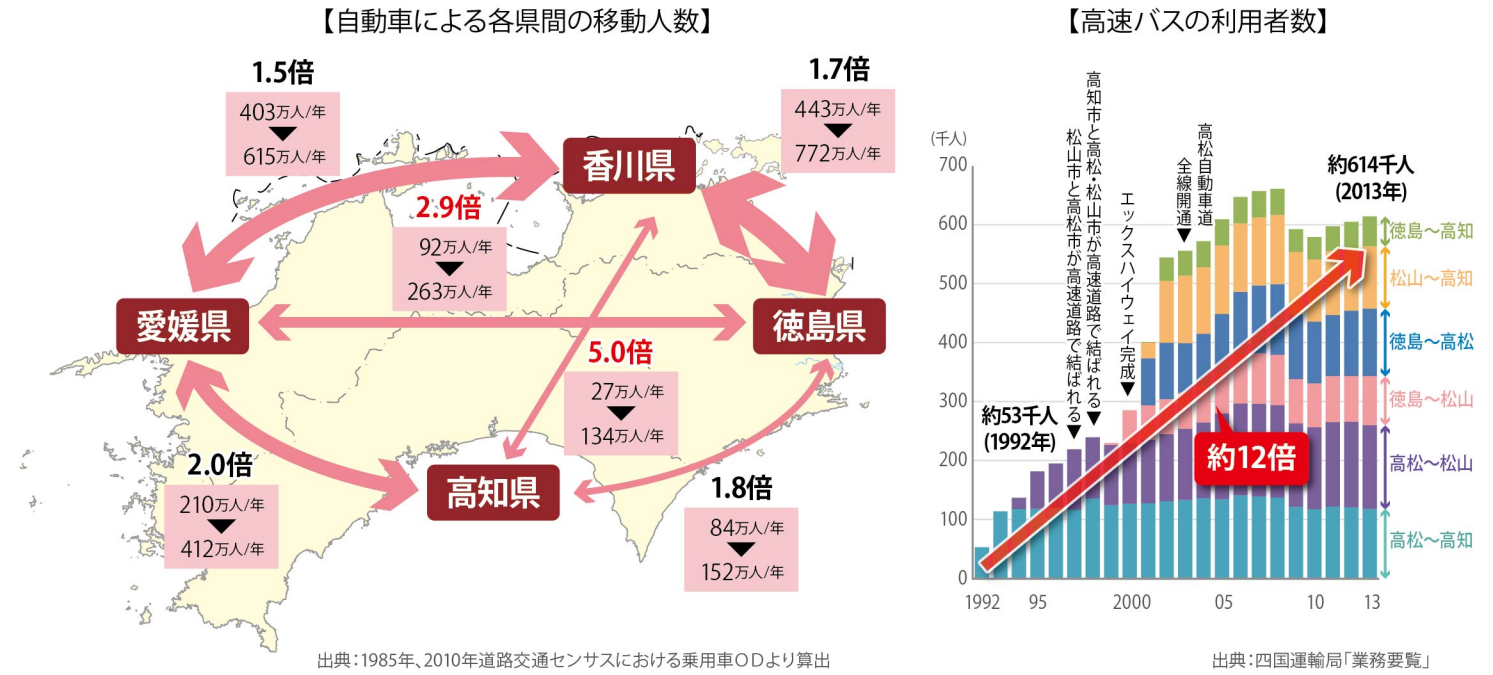 【自動車による各県間の移動人数】
1.5倍
403万人/年
615万人/年
1.7倍
443万人/年
772万人/年
香川県
2.9倍
92万人/年
263万人/年
愛媛県
徳島県
5.0倍
27万人/年
134万人/年
2.0倍
210万人/年
412万人/年
高知県
1.8倍
84万人/年
152万人/年
出典：1985年、2010年道路交通センサスにおける乗用車ODより算出
【高速バスの利用者数】
(千人)
700
600
500
400
300
200
100
0
1992
95
2000
05
10
13
約53千人
(1992年)
松山市と高松市が高速道路で結ばれる▼
高知市と高松・松山市が高速道路で結ばれる▼
エックスハイウェイ完成▼
高松自動車道
全線開通▼
約614千人
(2013年)
約12倍
徳島〜高知
松山〜高知
徳島〜高松
徳島〜松山
高松〜松山
高松〜高知
出典：四国運輸局「業務要覧」